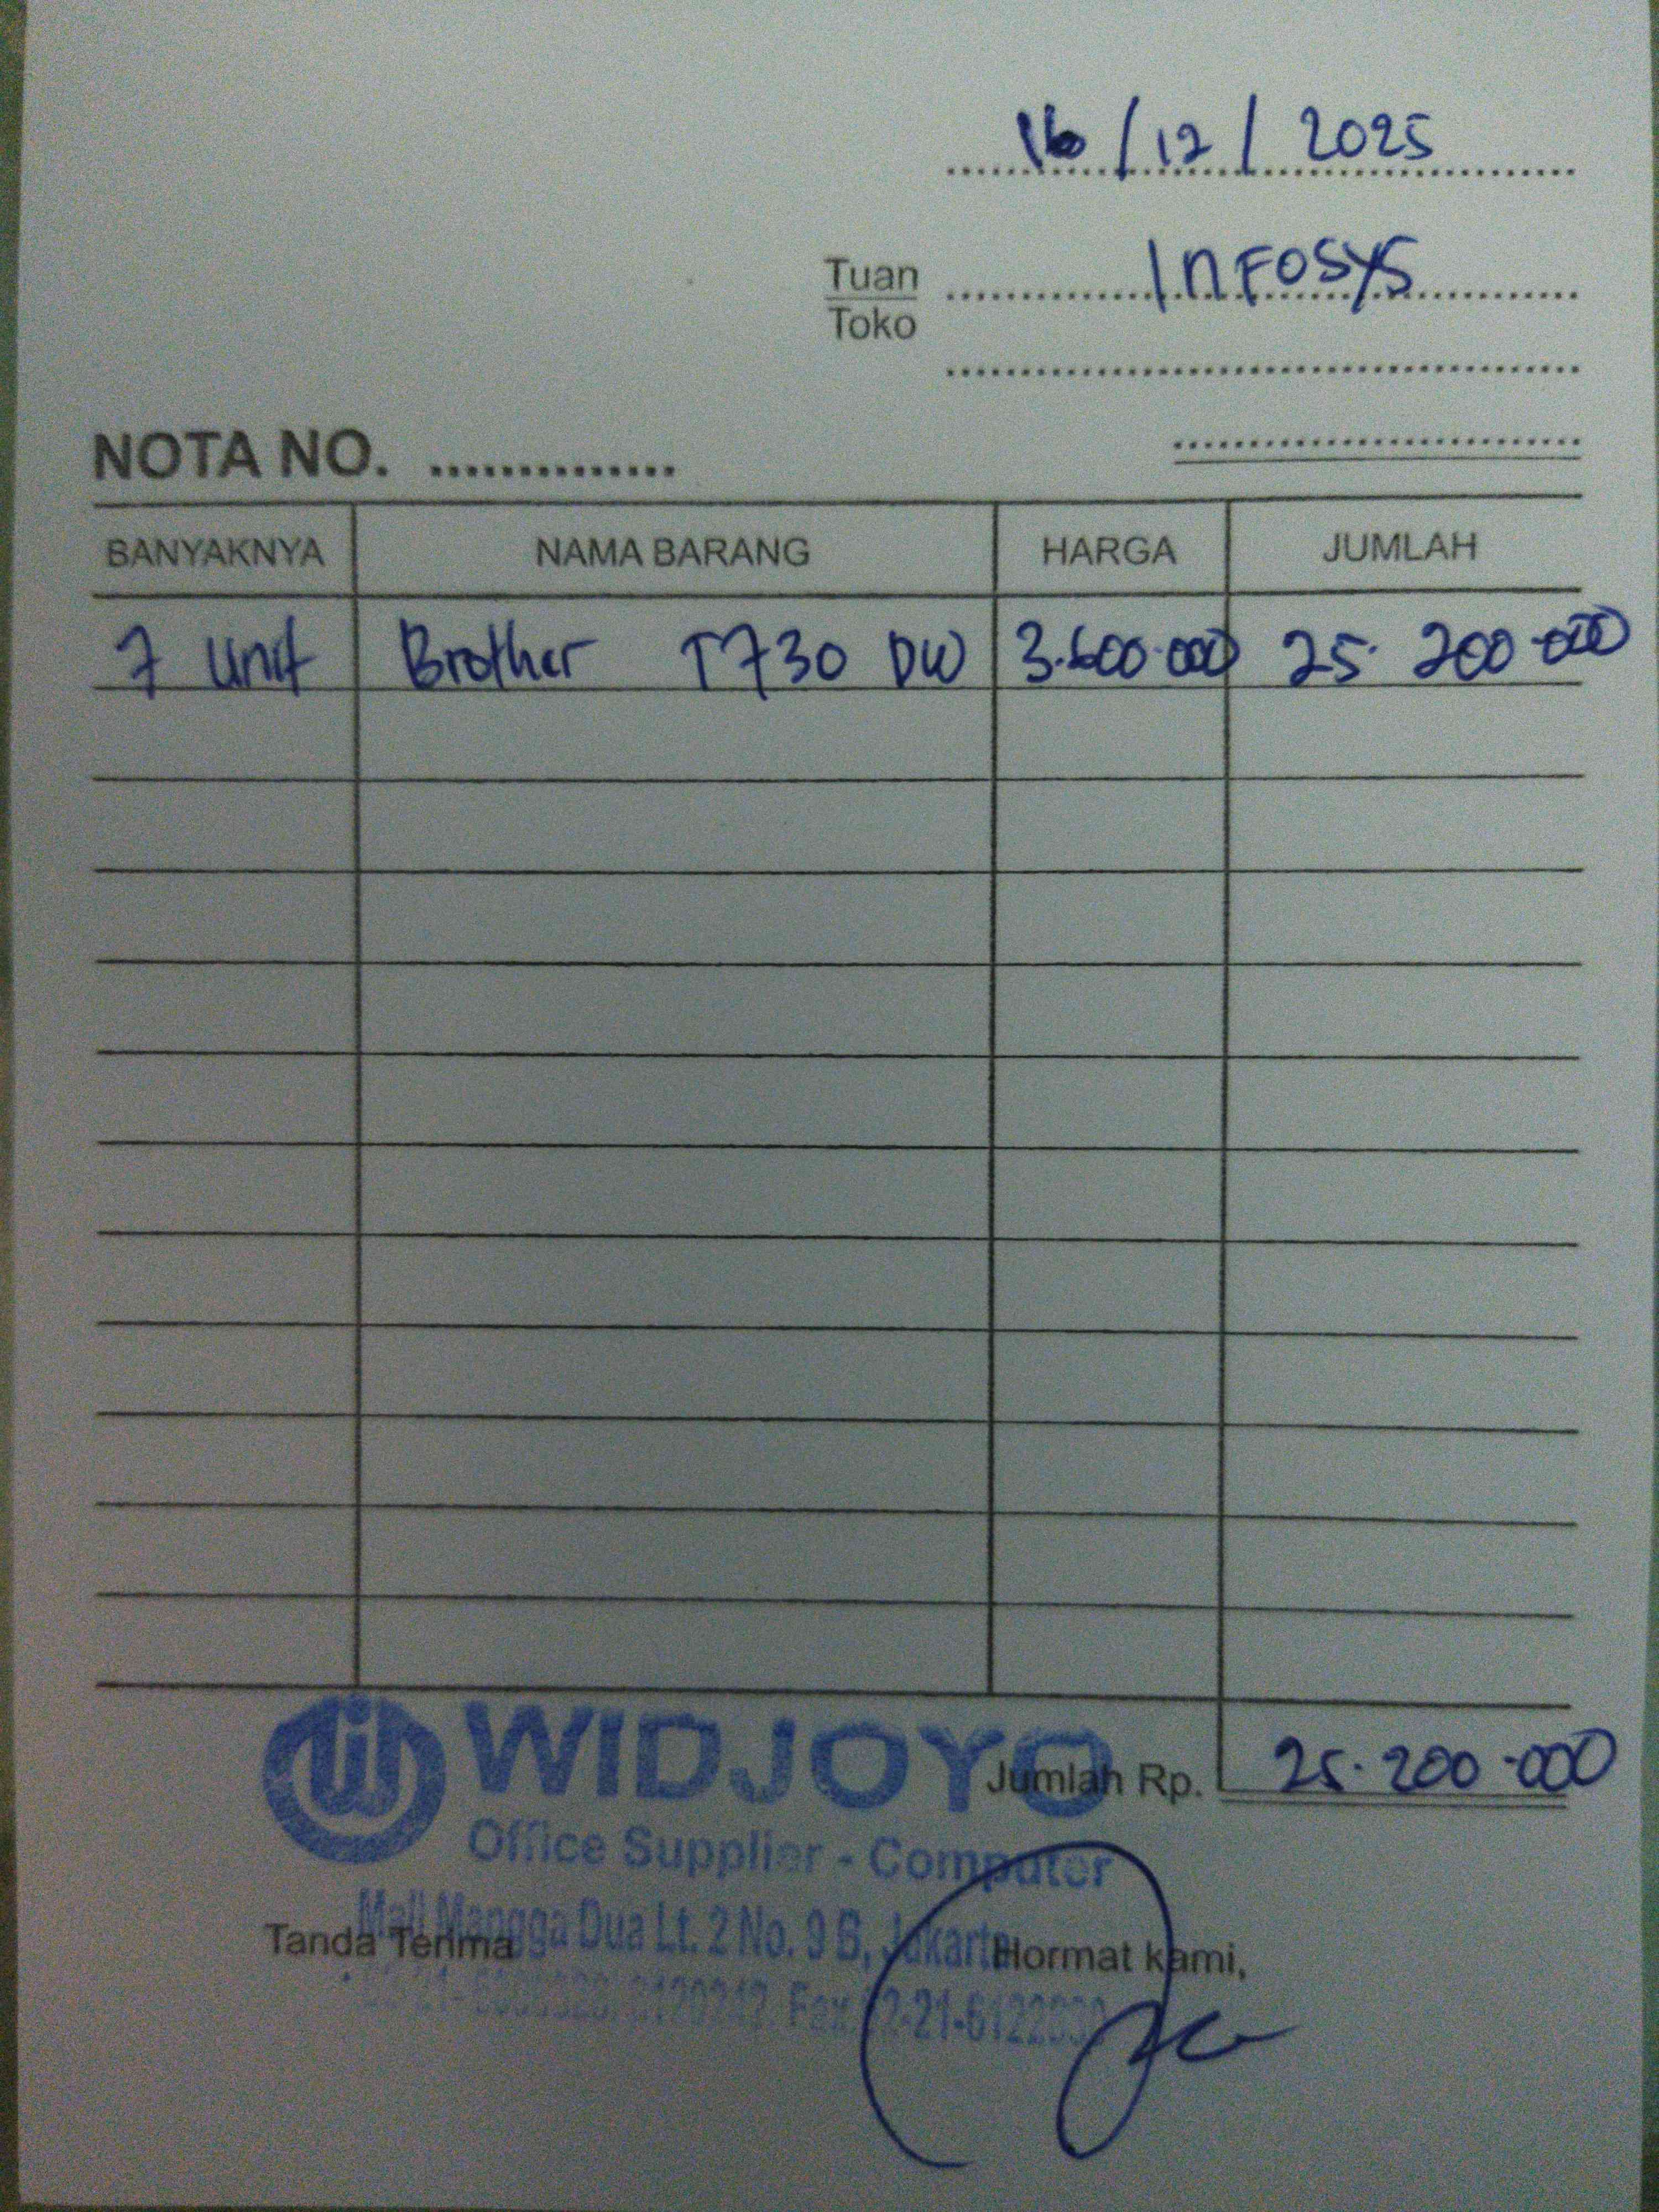 16/12/2025
Tuan
Toko
INFOSYS
NOTA NO.
BANYAKNYA NAMA BARANG HARGA JUMLAH
7 Unit Brother T730 DW 3.600.000 25.200.000
WIDJOYO
Jumlah Rp. 25.200.000
Office Supplier - Computer
Mall Mangga Dua Lt. 2 No. 9 B, Jakarta
Tanda Terima Hormat kami,
Fax